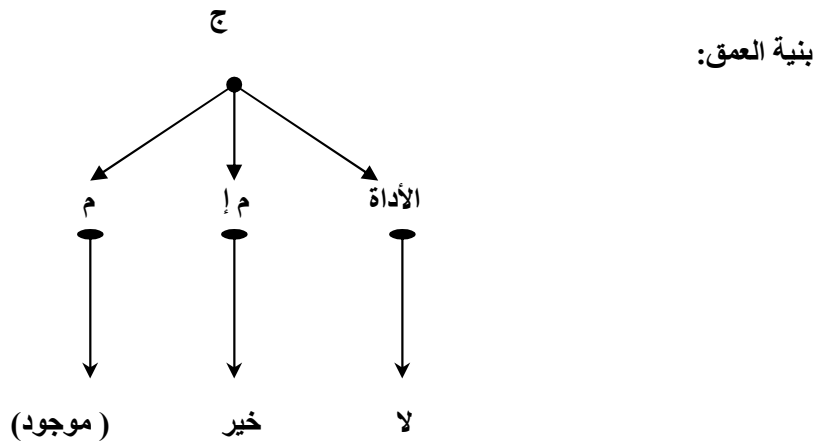 ج
بنية العمق:
الأداة م إ م
لا خير ( موجود)